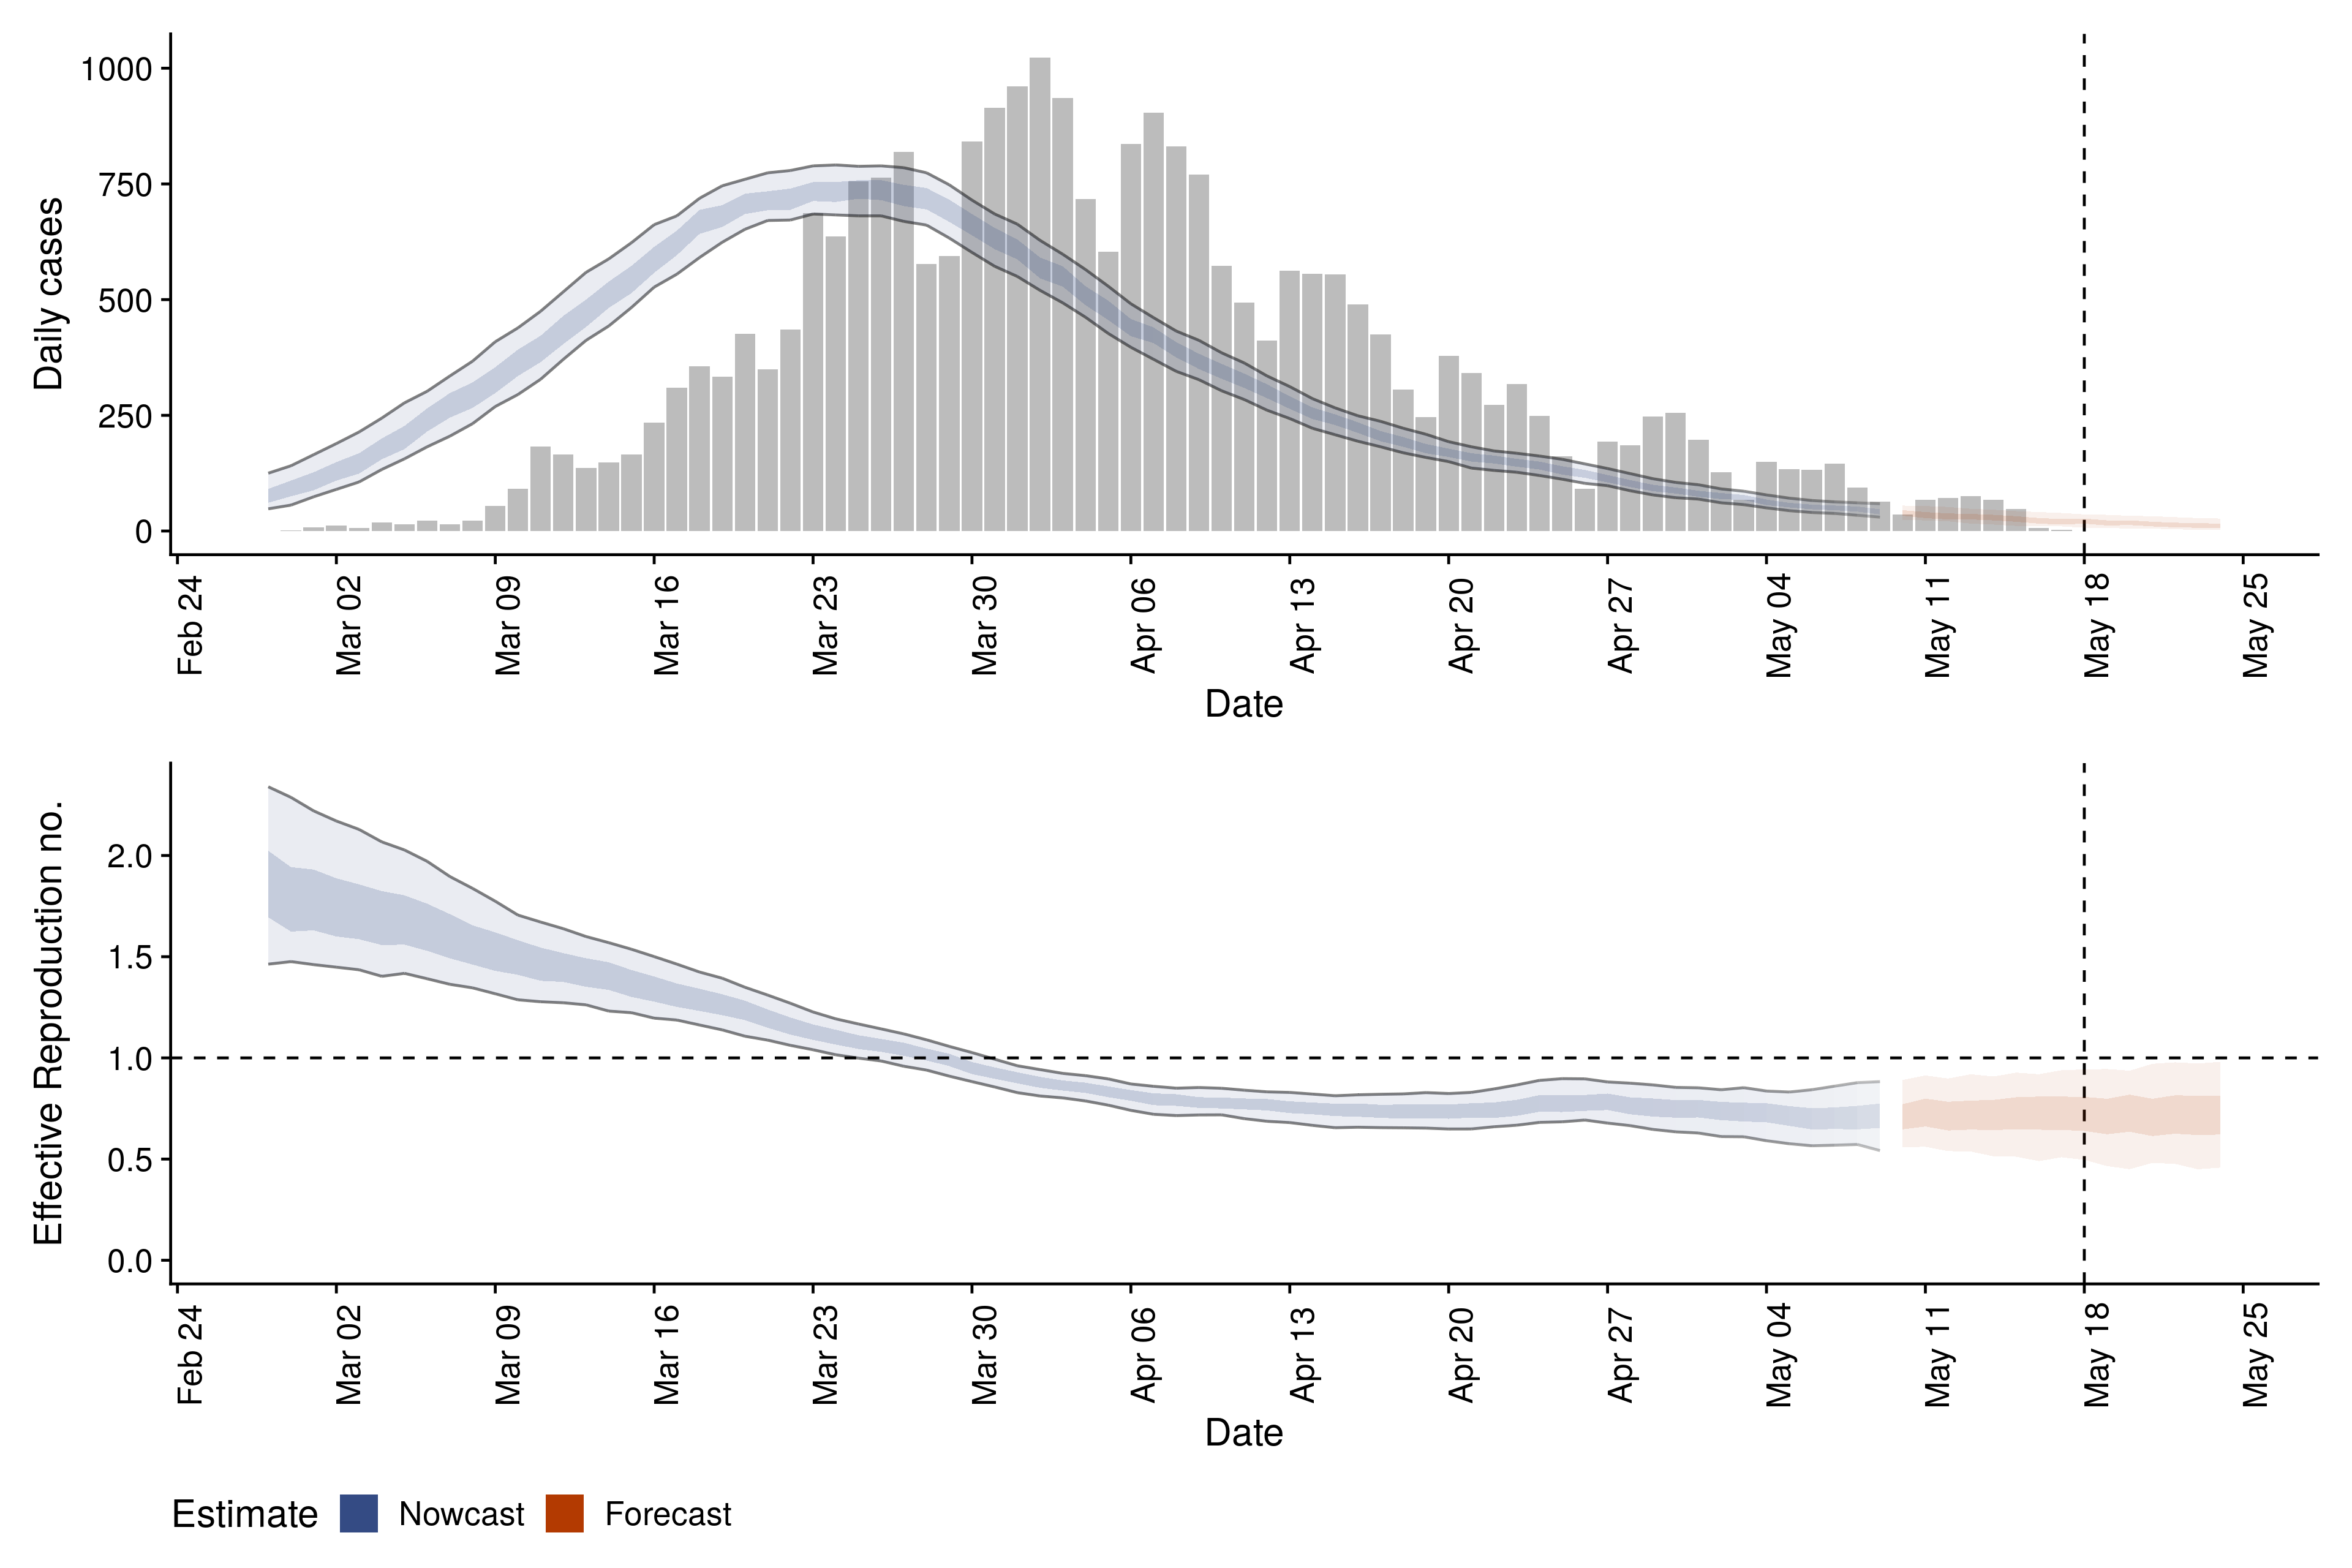 Daily cases
1000
750
500
250
0
Feb 24
Mar 02
Mar 09
Mar 16
Mar 23
Mar 30
Apr 06
Apr 13
Apr 20
Apr 27
May 04
May 11
May 18
May 25
Date
Effective Reproduction no.
2.0
1.5
1.0
0.5
0.0
Feb 24
Mar 02
Mar 09
Mar 16
Mar 23
Mar 30
Apr 06
Apr 13
Apr 20
Apr 27
May 04
May 11
May 18
May 25
Date
Estimate Nowcast Forecast